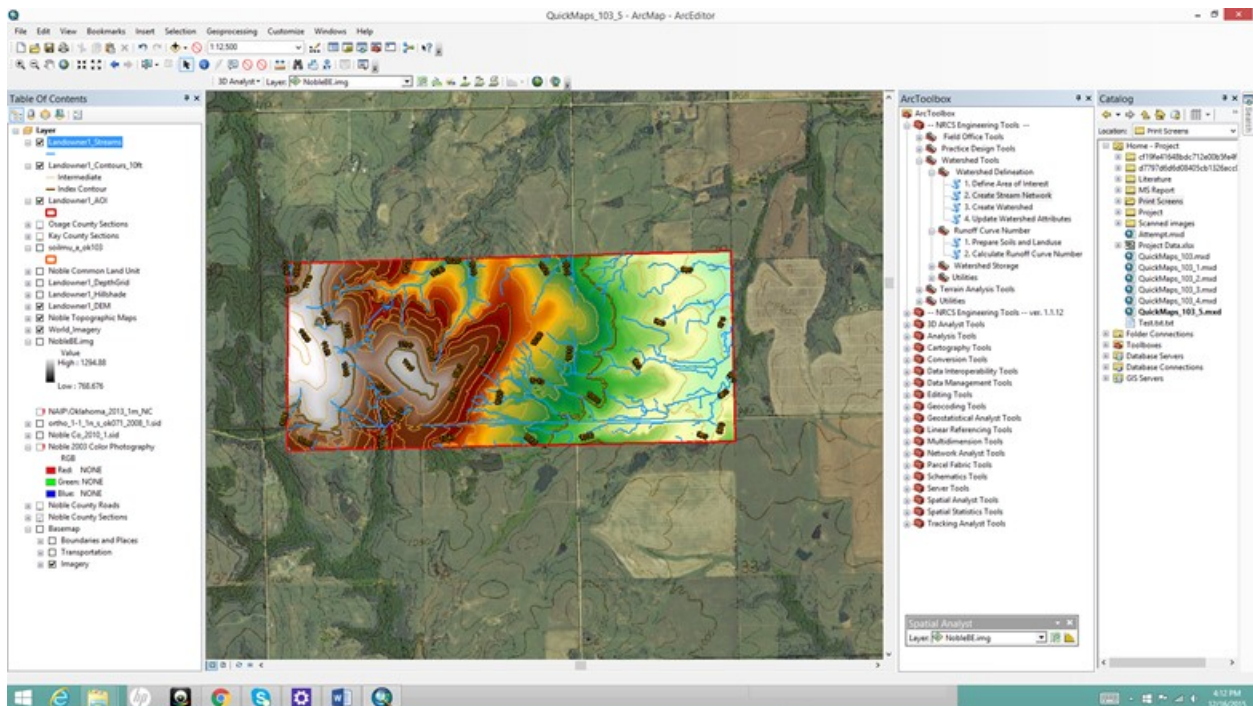 QuickMaps_103_5 - ArcMap - ArcEditor
File Edit View Bookmarks Insert Selection Geoprocessing Customize Windows Help
1:12,500
3D Analyst Layer: NobleBE.img
Table Of Contents
Layer
Landowner1_Streams
Landowner1_Contours_10ft
Intermediate
Index Contour
Landowner1_AOI
Osage County Sections
Kay County Sections
soilmu_a_ok103
Noble Common Land Unit
Landowner1_DepthGrid
Landowner1_Hillshade
Landowner1_DEM
Noble Topographic Maps
World_Imagery
NobleBE.img
Value
High : 1294.88
Low : 768.676
NAIP\Oklahoma_2013_1m_NC
ortho_1-1_1n_s_ok071_2008_1.sid
Noble Co_2010_1.sid
Noble 2003 Color Photography
RGB
Red: NONE
Green: NONE
Blue: NONE
Noble County Roads
Noble County Sections
Basemap
Boundaries and Places
Transportation
Imagery
ArcToolbox
ArcToolbox
-- NRCS Engineering Tools --
Field Office Tools
Practice Design Tools
Watershed Tools
Watershed Delineation
1. Define Area of Interest
2. Create Stream Network
3. Create Watershed
4. Update Watershed Attributes
Runoff Curve Number
1. Prepare Soils and Landuse
2. Calculate Runoff Curve Number
Watershed Storage
Utilities
Terrain Analysis Tools
Utilities
-- NRCS Engineering Tools -- ver. 1.1.12
3D Analyst Tools
Analysis Tools
Cartography Tools
Conversion Tools
Data Interoperability Tools
Data Management Tools
Editing Tools
Geocoding Tools
Geostatistical Analyst Tools
Linear Referencing Tools
Multidimension Tools
Network Analyst Tools
Parcel Fabric Tools
Schematics Tools
Server Tools
Spatial Analyst Tools
Spatial Statistics Tools
Tracking Analyst Tools
Spatial Analyst
Layer: NobleBE.img
Catalog
Location: Print Screens
Home - Project
Literature
MS Report
Print Screens
Project
Scanned images
Attempt.mxd
Project Data.xlsx
QuickMaps_103.mxd
QuickMaps_103_1.mxd
QuickMaps_103_2.mxd
QuickMaps_103_3.mxd
QuickMaps_103_4.mxd
QuickMaps_103_5.mxd
Test.txt.txt
Folder Connections
Toolboxes
Database Servers
Database Connections
GIS Servers
Search
4:12 PM
12/16/2015